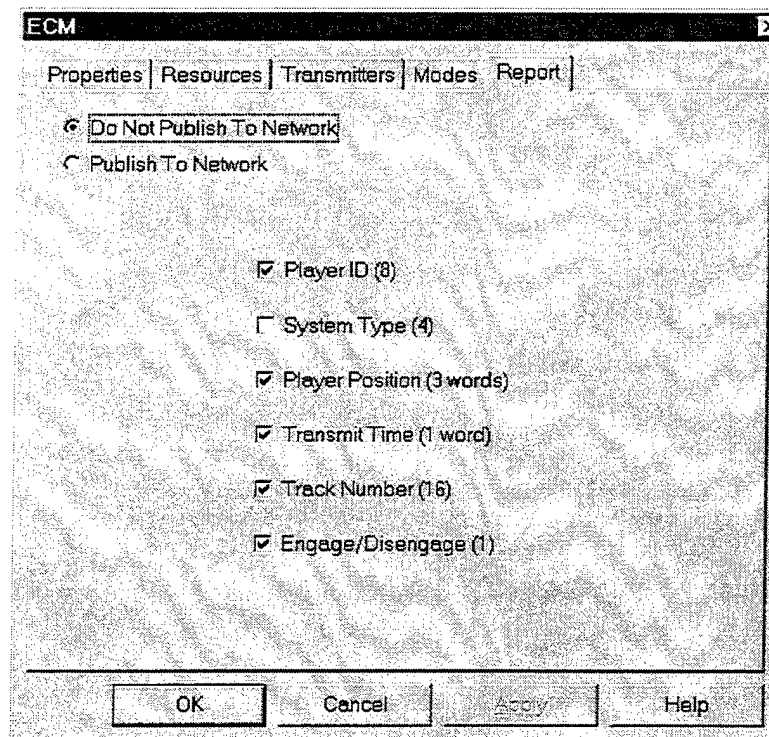 ECM
Properties Resources Transmitters Modes Report
Do Not Publish To Network
Publish To Network
Player ID (8)
System Type (4)
Player Position (3 words)
Transmit Time (1 word)
Track Number (16)
Engage/Disengage (1)
OK Cancel Apply Help